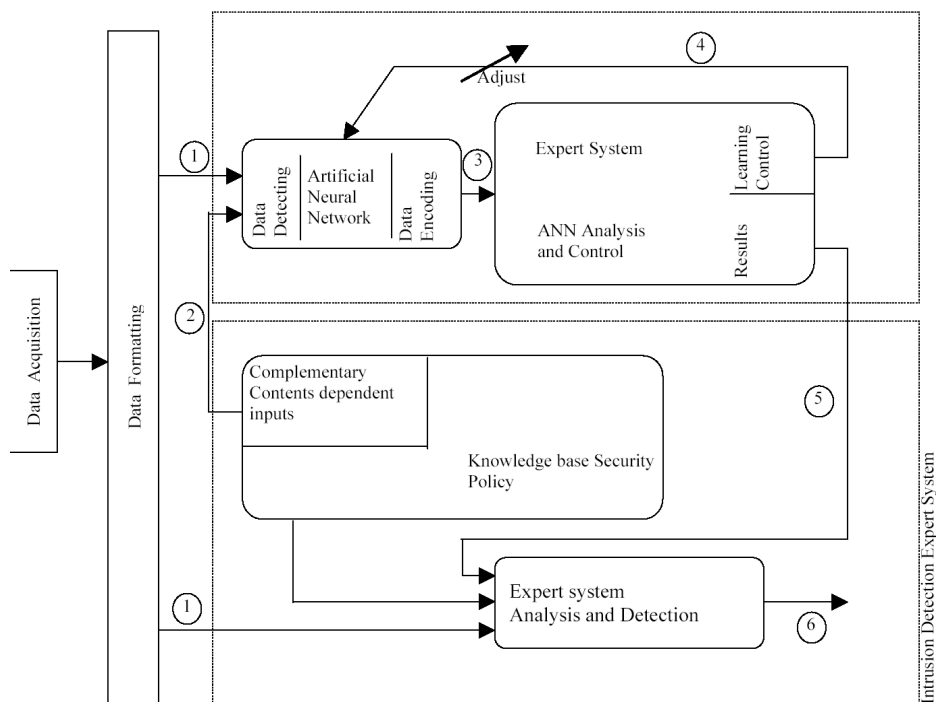 Data Acquisition
Data Formatting
1
2
1
Data
Detecting
Artificial
Neural
Network
Data
Encoding
3
Adjust
4
Expert System
ANN Analysis
and Control
Learning
Control
Results
5
Complementary
Contents dependent
inputs
Knowledge base Security
Policy
Expert system
Analysis and Detection
6
Intrusion Detection Expert System